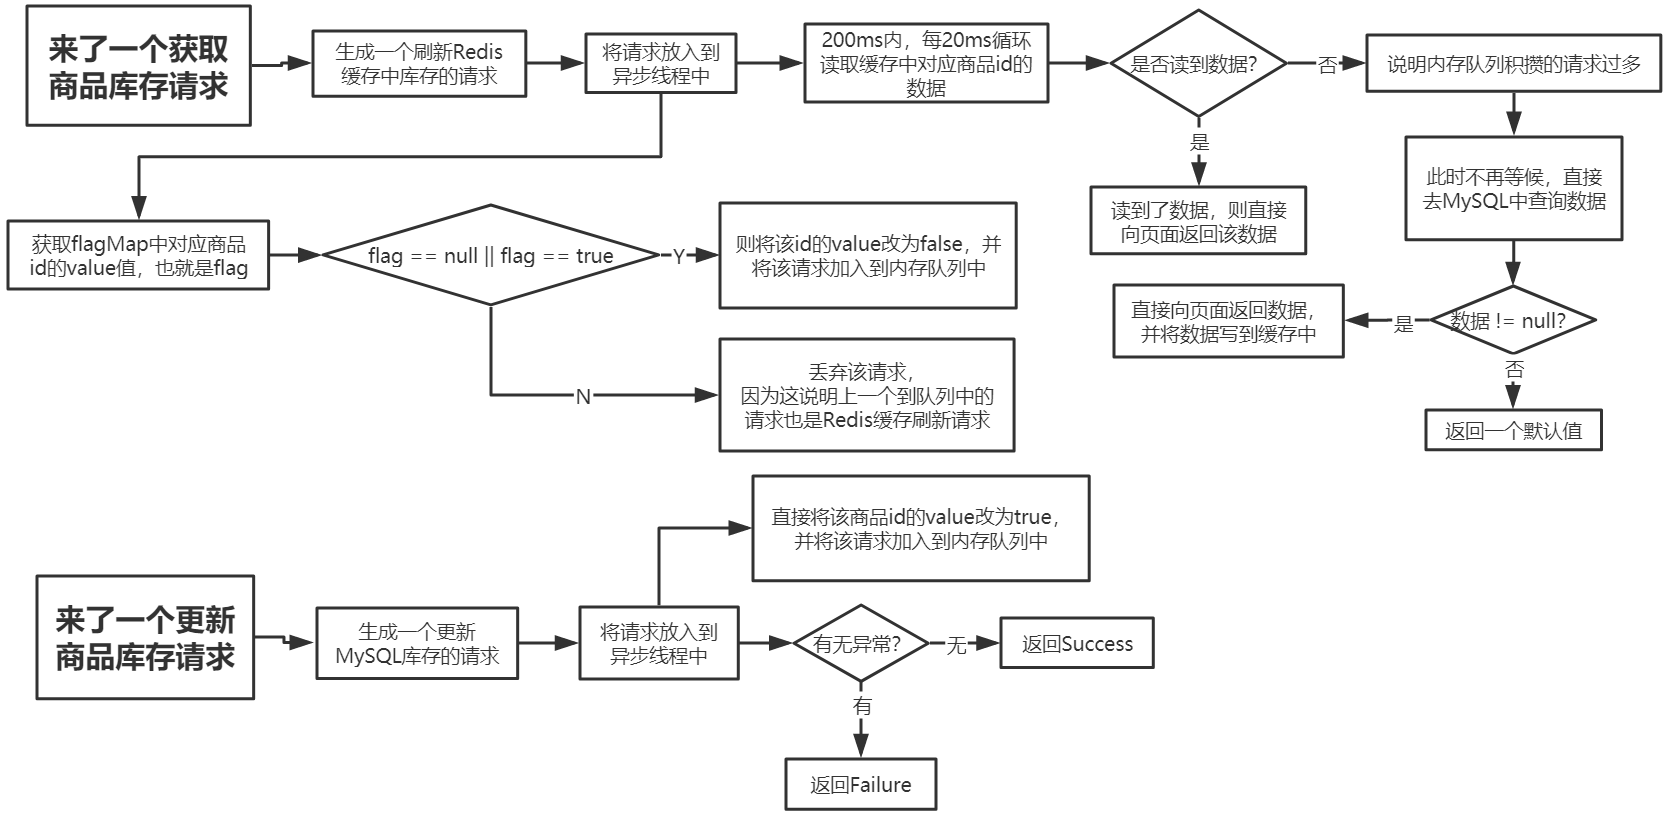 来了一个获取
商品库存请求
生成一个刷新Redis
缓存中库存的请求
将请求放入到
异步线程中
200ms内，每20ms循环
读取缓存中对应商品id的
数据
是否读到数据？
否
说明内存队列积攒的请求过多
是
读到了数据，则直接
向页面返回该数据
此时不再等候，直接
去MySQL中查询数据
数据 != null？
是
直接向页面返回数据，
并将数据写到缓存中
否
返回一个默认值
获取flagMap中对应商品
id的value值，也就是flag
flag == null || flag == true
Y
则将该id的value改为false，并
将该请求加入到内存队列中
N
丢弃该请求，
因为这说明上一个到队列中的
请求也是Redis缓存刷新请求
来了一个更新
商品库存请求
生成一个更新
MySQL库存的请求
将请求放入到
异步线程中
直接将该商品id的value改为true，
并将该请求加入到内存队列中
有无异常？
无
返回Success
有
返回Failure